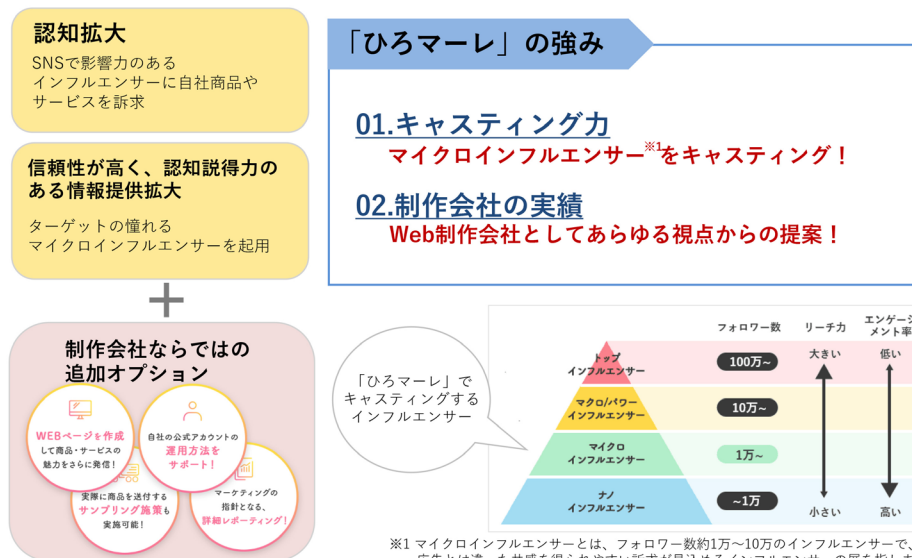 認知拡大
SNSで影響力のある
インフルエンサーに自社商品や
サービスを訴求
信頼性が高く、認知説得力の
ある情報提供拡大
ターゲットの憧れる
マイクロインフルエンサーを起用
+
制作会社ならではの
追加オプション
WEBページを作成
して商品・サービスの
魅力をさらに発信！
自社の公式アカウントの
運用方法を
サポート！
実際に商品を送付する
サンプリング施策も
実施可能！
マーケティングの
指針となる、
詳細レポーティング！
「ひろマーレ」の強み
01.キャスティング力
マイクロインフルエンサー※1をキャスティング！
02.制作会社の実績
Web制作会社としてあらゆる視点からの提案！
「ひろマーレ」で
キャスティングする
インフルエンサー
フォロワー数 リーチ力 エンゲージ
メント率
トップ
インフルエンサー
100万~ 大きい 低い
マクロ/パワー
インフルエンサー
10万~
マイクロ
インフルエンサー
1万~
ナノ
インフルエンサー
~1万 小さい 高い
※1 マイクロインフルエンサーとは、フォロワー数約1万〜10万のインフルエンサーで、